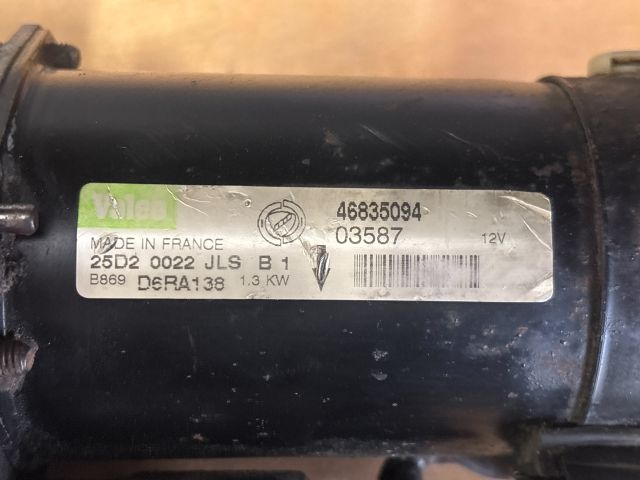 Valeo
MADE IN FRANCE
25D2 0022 JLS B 1
B869 D6RA138 1.3 KW
46835094
03587 12V